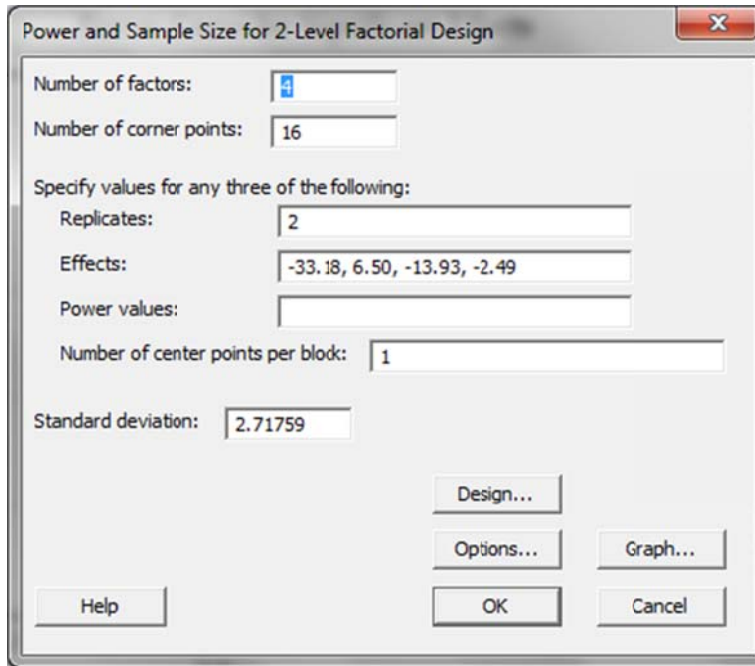 Power and Sample Size for 2-Level Factorial Design
Number of factors: 4
Number of corner points: 16
Specify values for any three of the following:
Replicates: 2
Effects: -33.18, 6.50, -13.93, -2.49
Power values:
Number of center points per block: 1
Standard deviation: 2.71759
Design...
Options... Graph...
Help OK Cancel